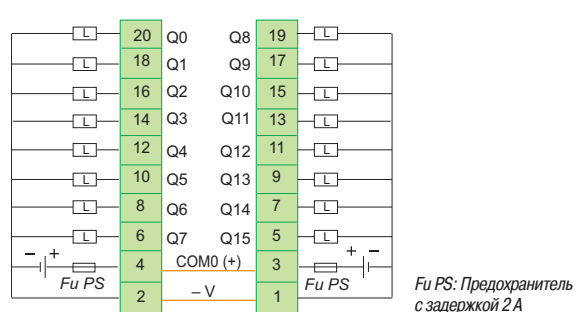 L 20 Q0 Q8 19 L
L 18 Q1 Q9 17 L
L 16 Q2 Q10 15 L
L 14 Q3 Q11 13 L
L 12 Q4 Q12 11 L
L 10 Q5 Q13 9 L
L 8 Q6 Q14 7 L
L 6 Q7 Q15 5 L
– + 4 COM0 (+) 3 + –
Fu PS Fu PS
2 – V 1
Fu PS: Предохранитель
с задержкой 2 А